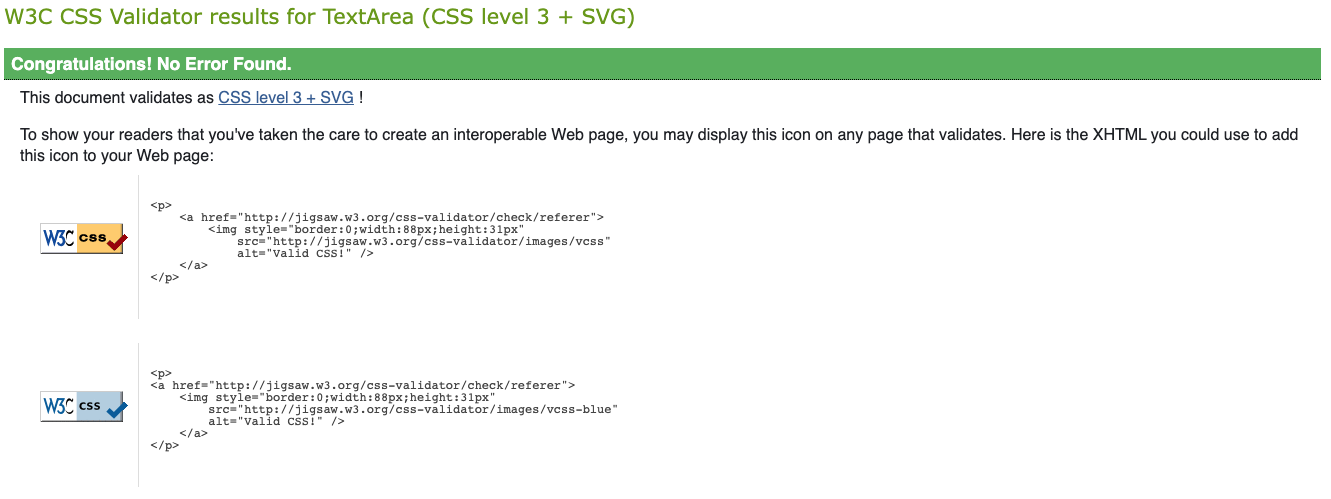 W3C CSS Validator results for TextArea (CSS level 3 + SVG)
Congratulations! No Error Found.
This document validates as CSS level 3 + SVG !
To show your readers that you've taken the care to create an interoperable Web page, you may display this icon on any page that validates. Here is the XHTML you could use to add
this icon to your Web page:
W3C css
<p>
    <a href="http://jigsaw.w3.org/css-validator/check/referer">
        <img style="border:0;width:88px;height:31px"
            src="http://jigsaw.w3.org/css-validator/images/vcss"
            alt="Valid CSS!" />
    </a>
</p>
W3C css
<p>
<a href="http://jigsaw.w3.org/css-validator/check/referer">
    <img style="border:0;width:88px;height:31px"
        src="http://jigsaw.w3.org/css-validator/images/vcss-blue"
        alt="Valid CSS!" />
    </a>
</p>